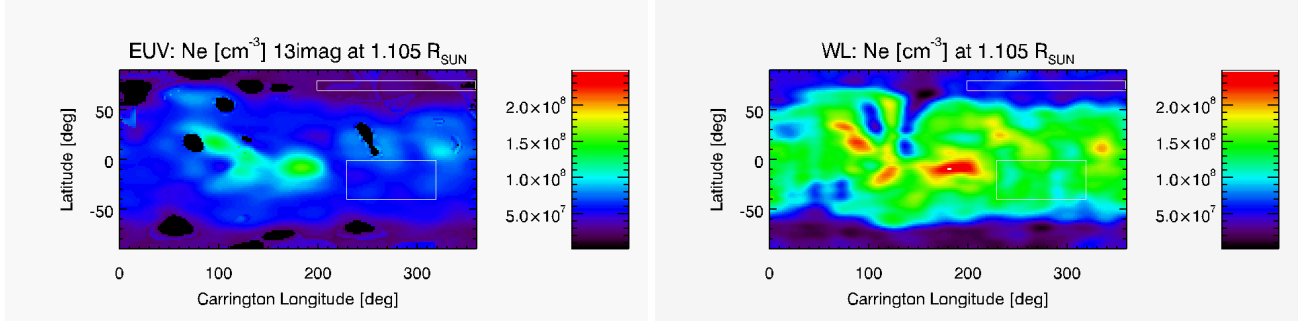 EUV: Ne [cm⁻³] 13imag at 1.105 R_SUN
50
0
-50
Latitude [deg]
0 100 200 300
Carrington Longitude [deg]
2.0×10⁸
1.5×10⁸
1.0×10⁸
5.0×10⁷
WL: Ne [cm⁻³] at 1.105 R_SUN
50
0
-50
Latitude [deg]
0 100 200 300
Carrington Longitude [deg]
2.0×10⁸
1.5×10⁸
1.0×10⁸
5.0×10⁷